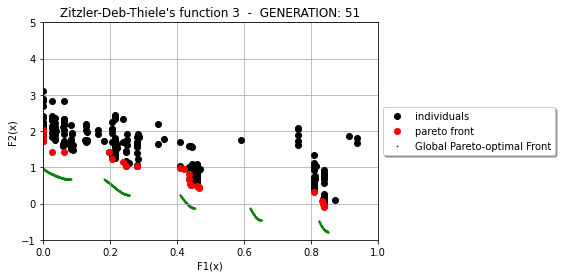 Zitzler-Deb-Thiele's function 3 - GENERATION: 51
5
4
3
2
1
0
−1
F2(x)
0.0 0.2 0.4 0.6 0.8 1.0
F1(x)
individuals
pareto front
Global Pareto-optimal Front